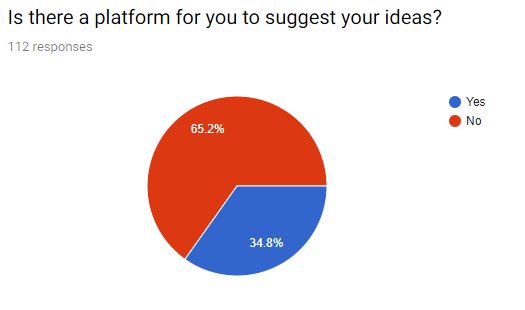 Is there a platform for you to suggest your ideas?
112 responses
Yes
No
65.2%
34.8%